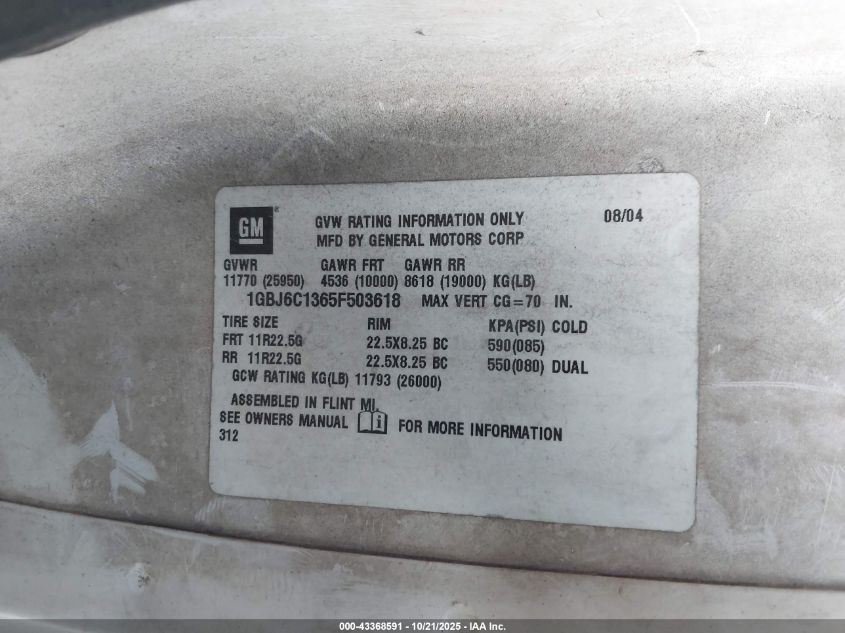 GM ®
GVW RATING INFORMATION ONLY 08/04
MFD BY GENERAL MOTORS CORP
GVWR GAWR FRT GAWR RR
11770 (25950) 4536 (10000) 8618 (19000) KG(LB)
1GBJ6C1365F503618 MAX VERT CG=70 IN.
TIRE SIZE RIM KPA(PSI) COLD
FRT 11R22.5G 22.5X8.25 BC 590(085)
RR 11R22.5G 22.5X8.25 BC 550(080) DUAL
GCW RATING KG(LB) 11793 (26000)
ASSEMBLED IN FLINT MI.
SEE OWNERS MANUAL i FOR MORE INFORMATION
312
000-43368591 - 10/21/2025 - IAA Inc.